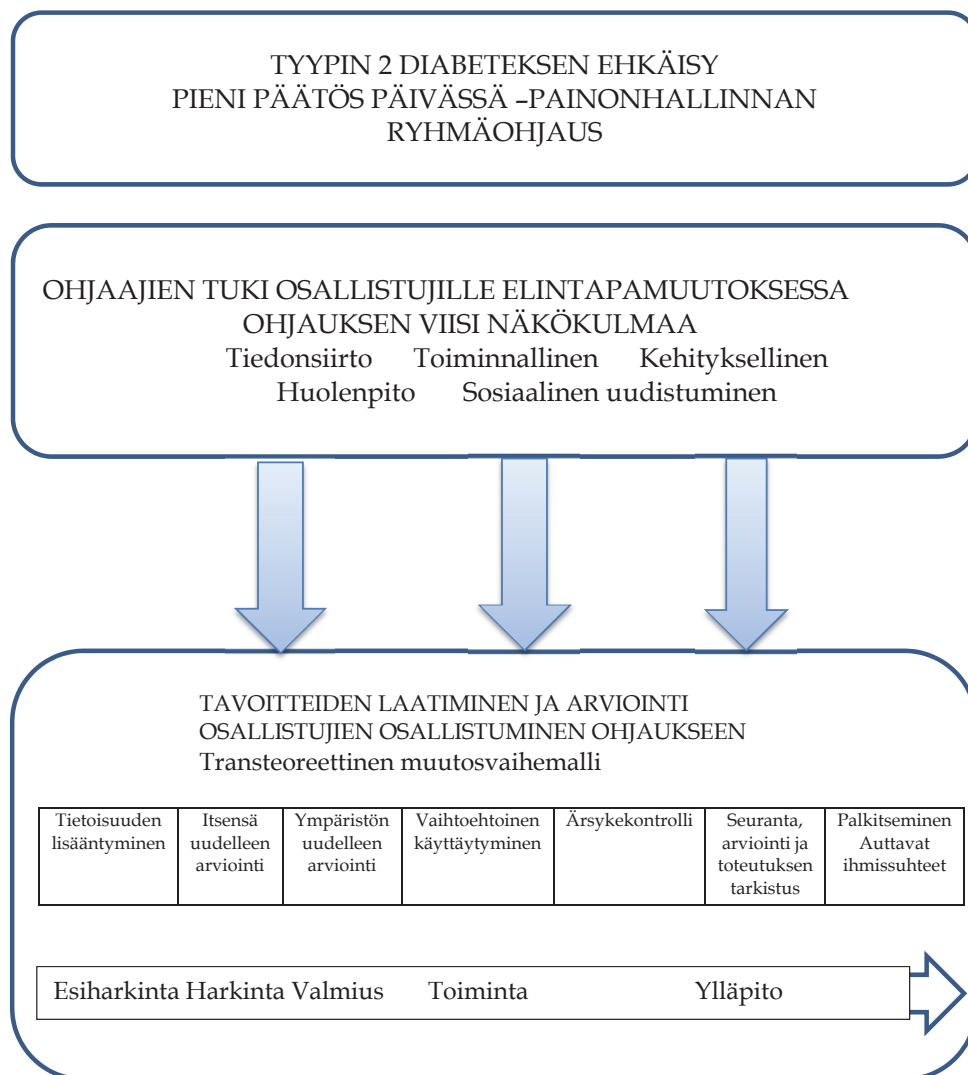 TYYPIN 2 DIABETEKSEN EHKÄISY
PIENI PÄÄTÖS PÄIVÄSSÄ –PAINONHALLINNAN
RYHMÄOHJAUS
OHJAAJIEN TUKI OSALLISTUJILLE ELINTAPAMUUTOKSESSA
OHJAUKSEN VIISI NÄKÖKULMAA
Tiedonsiirto Toiminnallinen Kehityksellinen
Huolenpito Sosiaalinen uudistuminen
TAVOITTEIDEN LAATIMINEN JA ARVIOINTI
OSALLISTUJIEN OSALLISTUMINEN OHJAUKSEEN
Transteoreettinen muutosvaihemalli
Tietoisuuden
lisääntyminen
Itsensä
uudelleen
arviointi
Ympäristön
uudelleen
arviointi
Vaihtoehtoinen
käyttäytyminen
Ärsykekontrolli
Seuranta,
arviointi ja
toteutuksen
tarkistus
Palkitseminen
Auttavat
ihmissuhteet
Esiharkinta Harkinta Valmius Toiminta Ylläpito